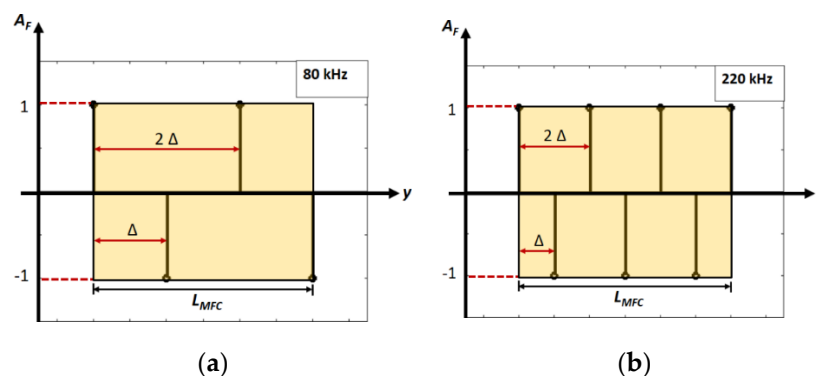 A_F
80 kHz
1
2 Δ
y
Δ
-1
L_MFC
(a)
A_F
220 kHz
1
2 Δ
Δ
-1
L_MFC
(b)